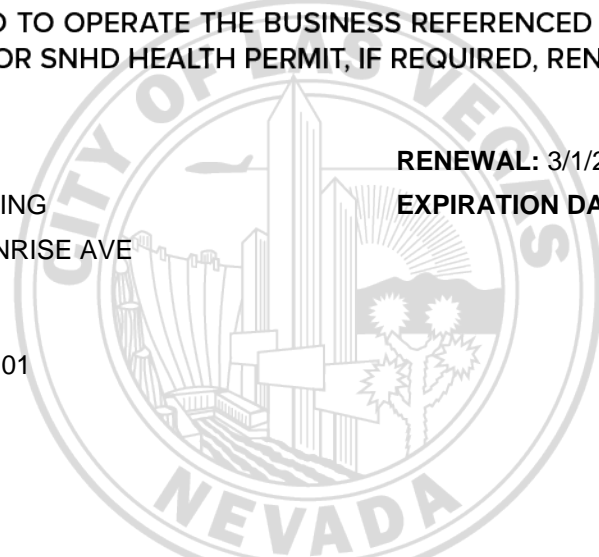 TO OPERATE THE BUSINESS REFERENCED
OR SNHD HEALTH PERMIT, IF REQUIRED, REN
RENEWAL: 3/1/2
ING
EXPIRATION DA
NRISE AVE
01
CITY OF LAS VEGAS
NEVADA